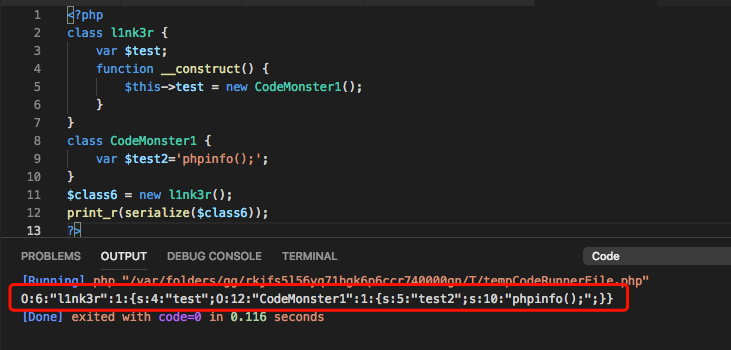 1 <?php
2 class l1nk3r {
3 var $test;
4 function __construct() {
5 $this->test = new CodeMonster1();
6 }
7 }
8 class CodeMonster1 {
9 var $test2='phpinfo();';
10 }
11 $class6 = new l1nk3r();
12 print_r(serialize($class6));
13 ?>
PROBLEMS OUTPUT DEBUG CONSOLE TERMINAL Code
[Running] php "/var/folders/gg/rkjfs5l56yq71hgk6p6ccr740000gn/T/tempCodeRunnerFile.php"
O:6:"l1nk3r":1:{s:4:"test";O:12:"CodeMonster1":1:{s:5:"test2";s:10:"phpinfo();";}}
[Done] exited with code=0 in 0.116 seconds